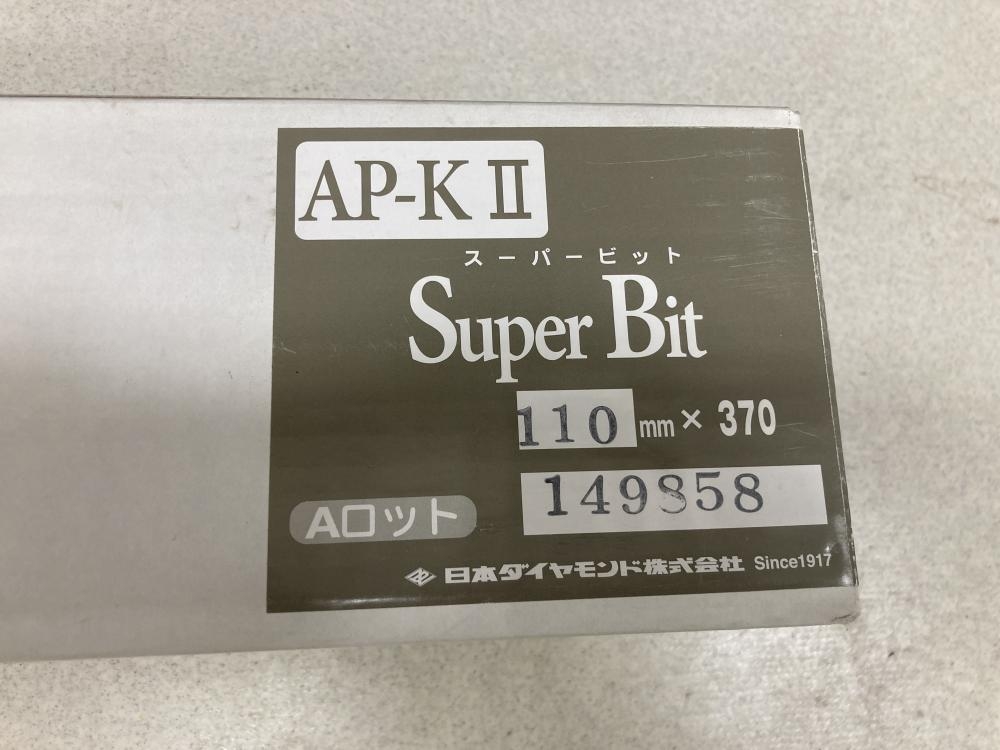 AP-K II
スーパービット
Super Bit
110 mm × 370
149858
Aロット
日本ダイヤモンド株式会社 Since1917